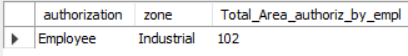 authorization zone Total_Area_authoriz_by_empl
Employee Industrial 102